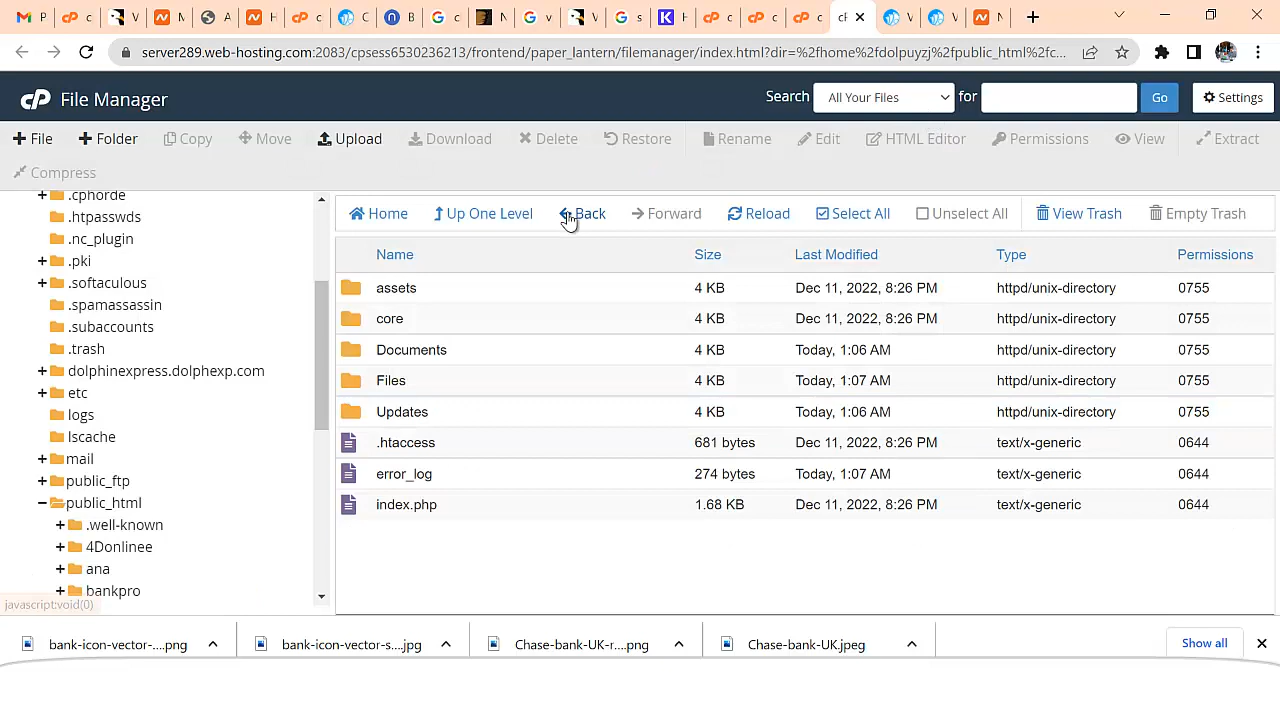 P
c
V
M
A
H
c
C
B
c
N
v
V
s
H
c
c
c
cF
V
V
N
server289.web-hosting.com:2083/cpsess6530236213/frontend/paper_lantern/filemanager/index.html?dir=%2fhome%2fdolpuyzj%2fpublic_html%2fc...
cP File Manager
Search All Your Files for Go Settings
File Folder Copy Move Upload Download Delete Restore Rename Edit HTML Editor Permissions View Extract
Compress
.cphorde
.htpasswds
.nc_plugin
.pki
.softaculous
.spamassassin
.subaccounts
.trash
dolphinexpress.dolphexp.com
etc
logs
lscache
mail
public_ftp
public_html
.well-known
4Donlinee
ana
bankpro
javascript:void(0)
Home Up One Level Back Forward Reload Select All Unselect All View Trash Empty Trash
Name Size Last Modified Type Permissions
assets 4 KB Dec 11, 2022, 8:26 PM httpd/unix-directory 0755
core 4 KB Dec 11, 2022, 8:26 PM httpd/unix-directory 0755
Documents 4 KB Today, 1:06 AM httpd/unix-directory 0755
Files 4 KB Today, 1:07 AM httpd/unix-directory 0755
Updates 4 KB Today, 1:06 AM httpd/unix-directory 0755
.htaccess 681 bytes Dec 11, 2022, 8:26 PM text/x-generic 0644
error_log 274 bytes Today, 1:07 AM text/x-generic 0644
index.php 1.68 KB Dec 11, 2022, 8:26 PM text/x-generic 0644
bank-icon-vector-....png bank-icon-vector-s....jpg Chase-bank-UK-r....png Chase-bank-UK.jpeg Show all